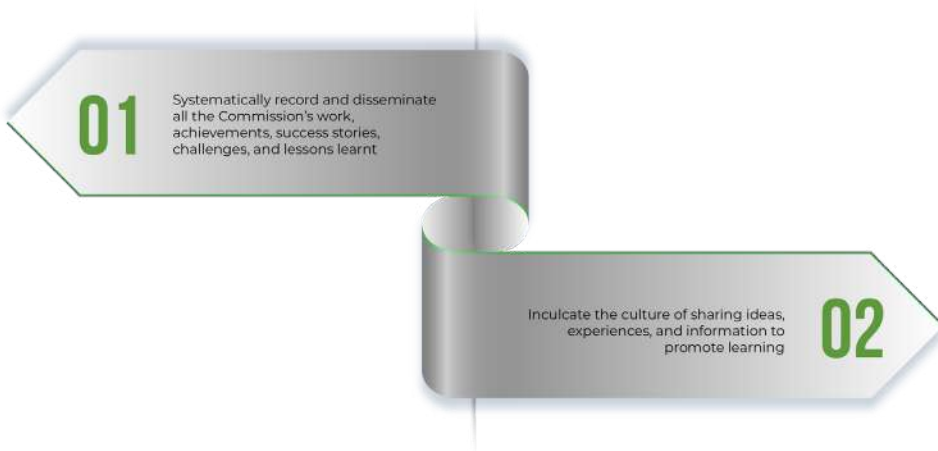 01
Systematically record and disseminate
all the Commission's work,
achievements, success stories,
challenges, and lessons learnt
Inculcate the culture of sharing ideas,
experiences, and information to
promote learning
02